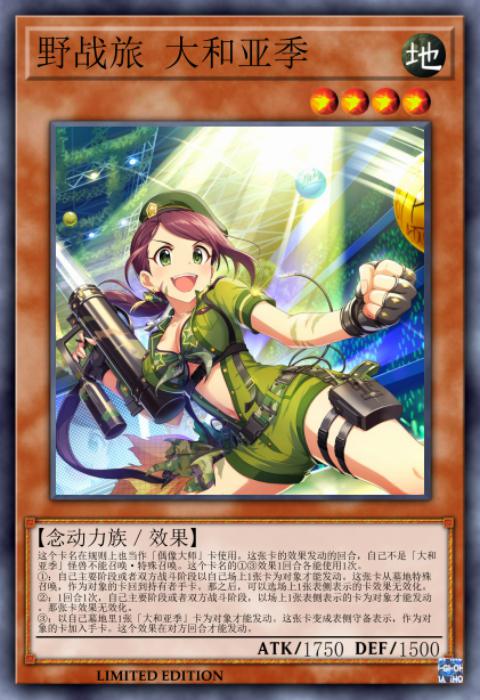 野战旅 大和亚季
地
【念动力族 / 效果】
这个卡名在规则上也当作「偶像大师」卡使用。这张卡的效果发动的回合，自己不是「大和
亚季」怪兽不能召唤・特殊召唤。这个卡名的①③效果1回合各能使用1次。
①：自己主要阶段或者双方战斗阶段以自己场上1张卡为对象才能发动。这张卡从墓地特殊
召唤，作为对象的卡回到持有者手卡。那之后，可以选场上1张表侧表示的卡效果无效化。
②：1回合1次，自己主要阶段或者双方战斗阶段，以场上1张表侧表示的卡为对象才能发动
。那张卡效果无效化。
③：以自己墓地里1张「大和亚季」卡为对象才能发动。这张卡变成表侧守备表示，作为对
象的卡加入手卡。这个效果在对方回合才能发动。
ATK/1750 DEF/1500
LIMITED EDITION